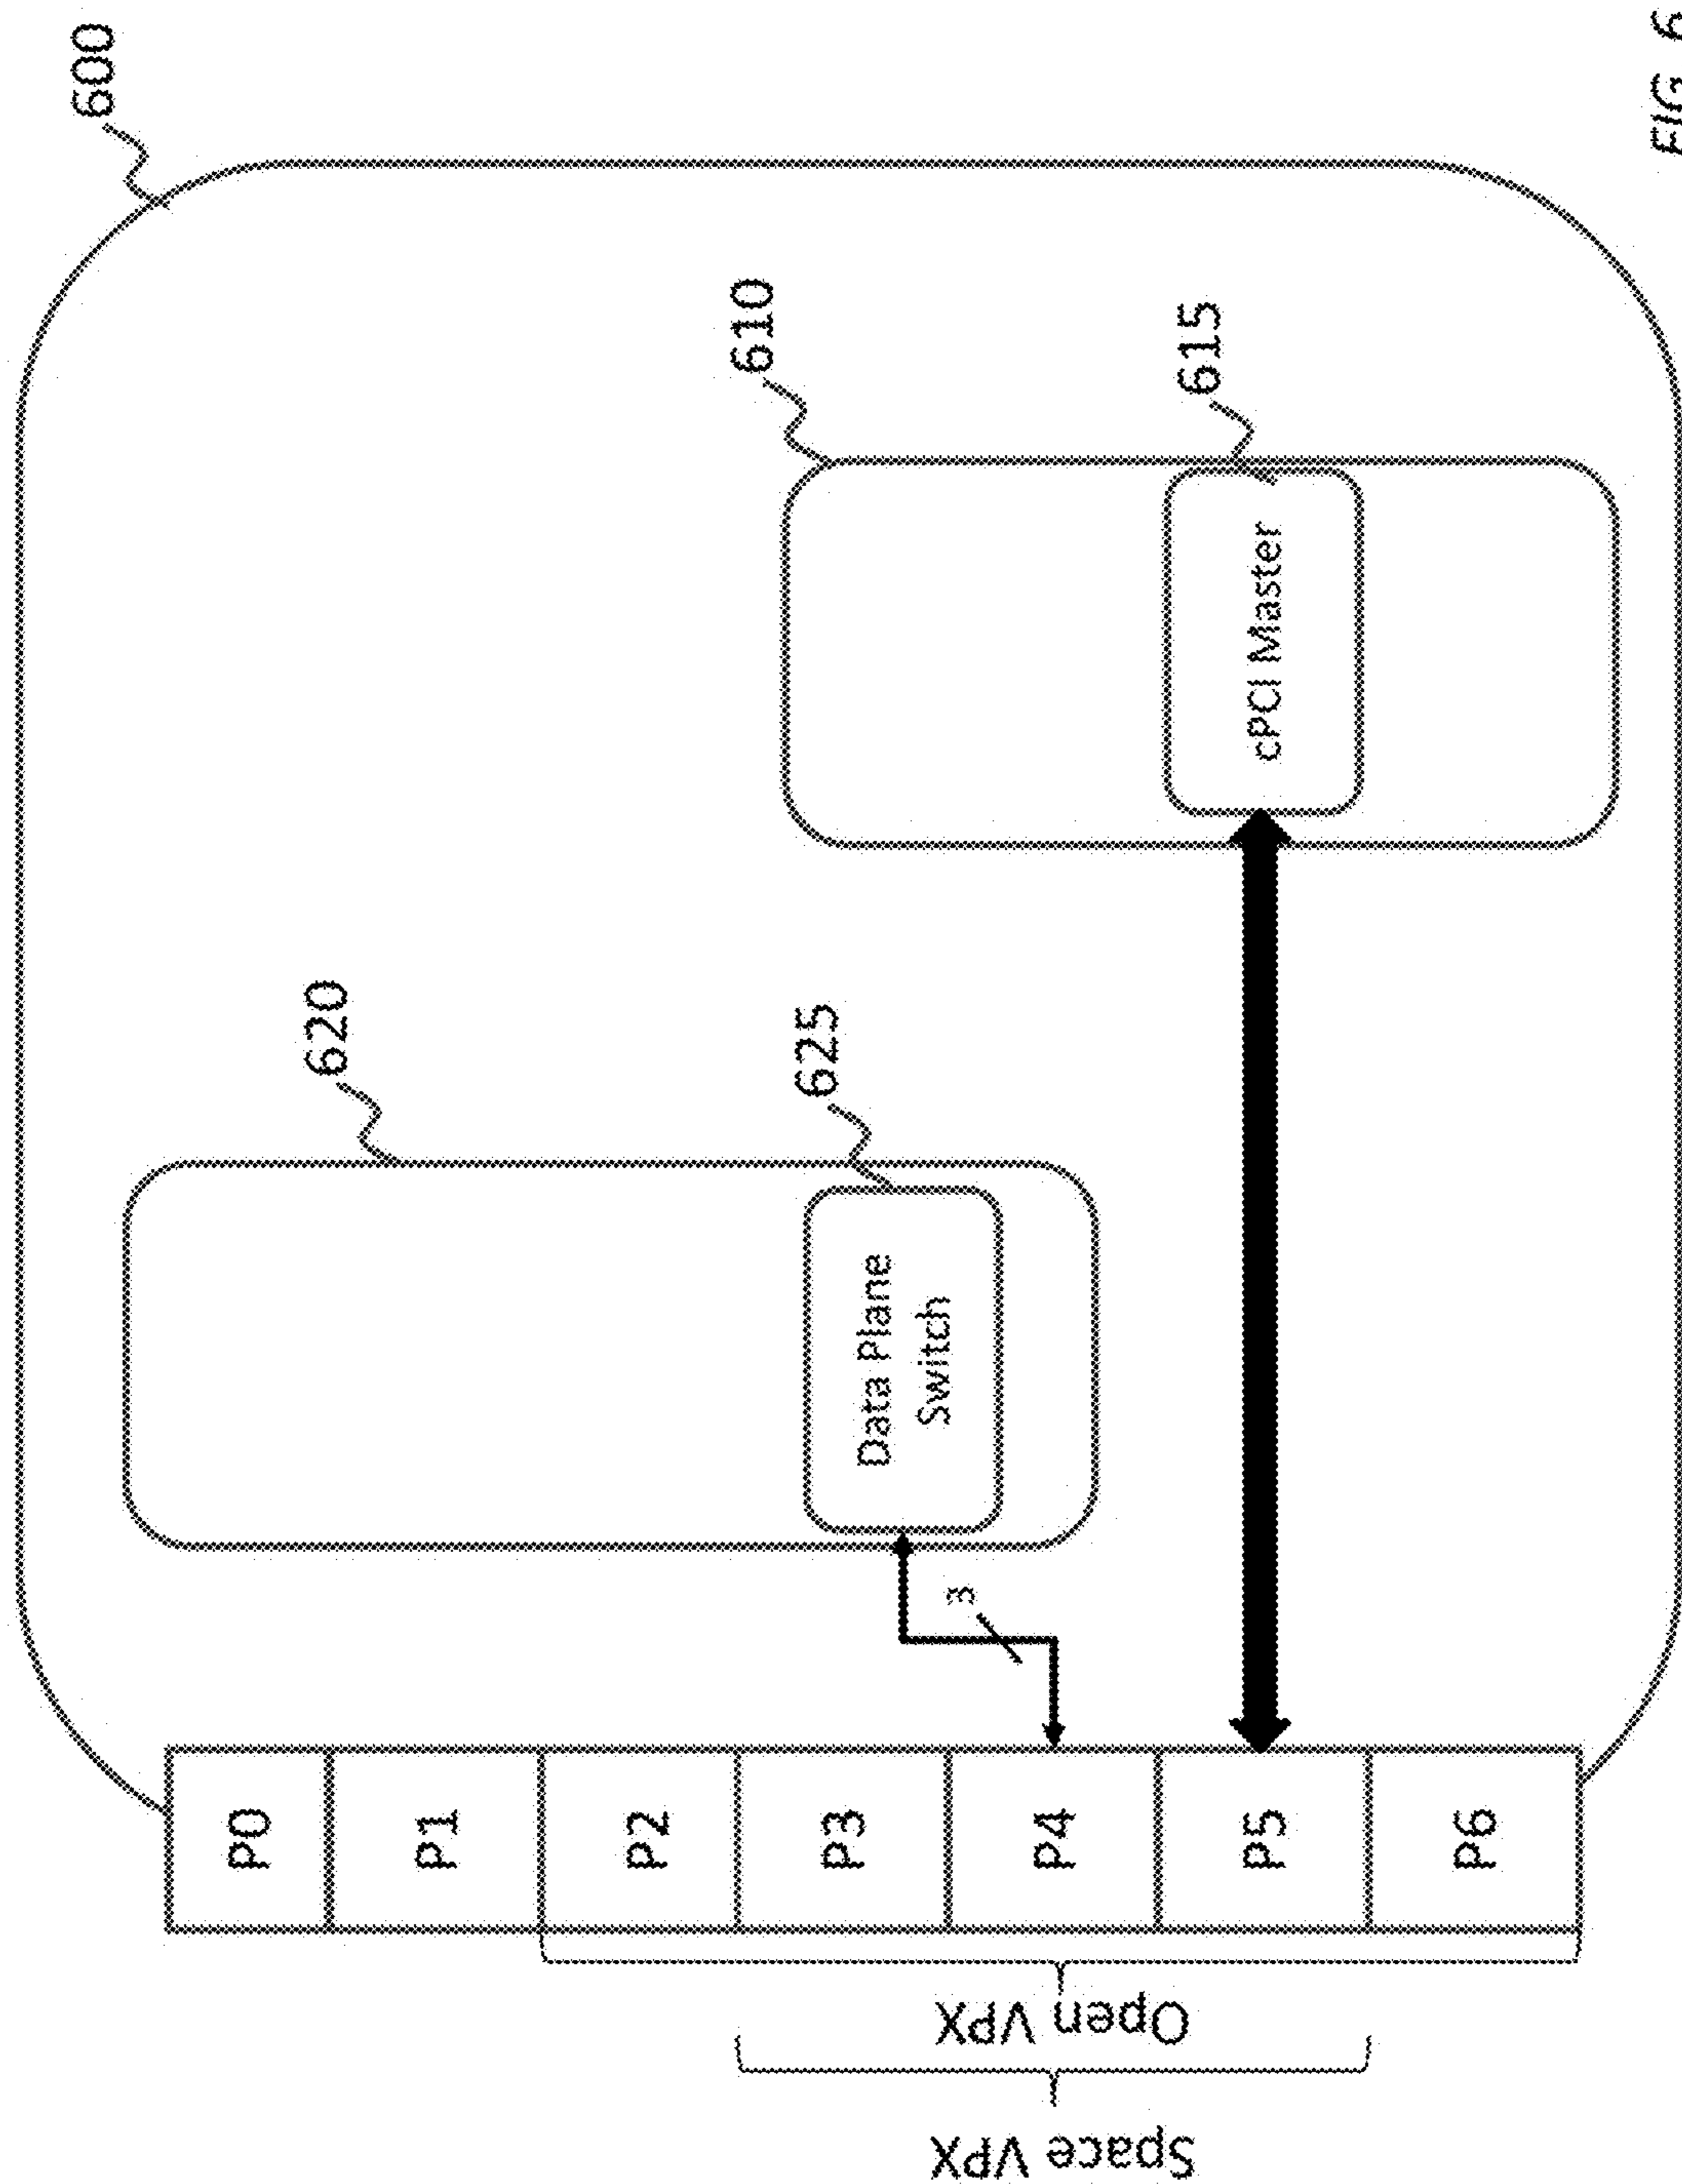 600
610
615
cPCI Master
620
625
Data Plane
Switch
3
P0
P1
P2
P3
P4
P5
P6
Open VPX
Space VPX
FIG. 6